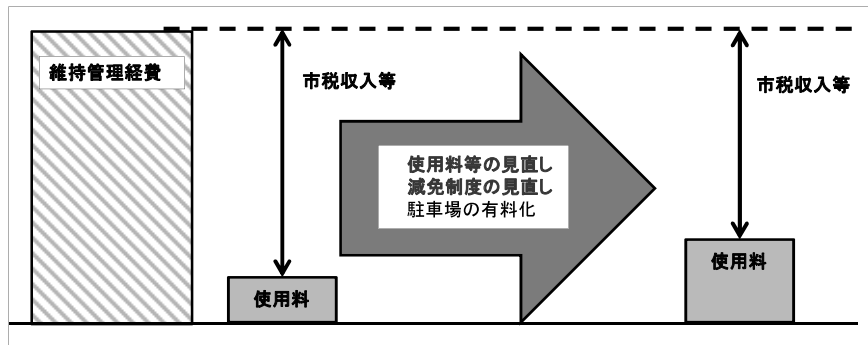 維持管理経費
市税収入等
市税収入等
使用料等の見直し
減免制度の見直し
駐車場の有料化
使用料
使用料